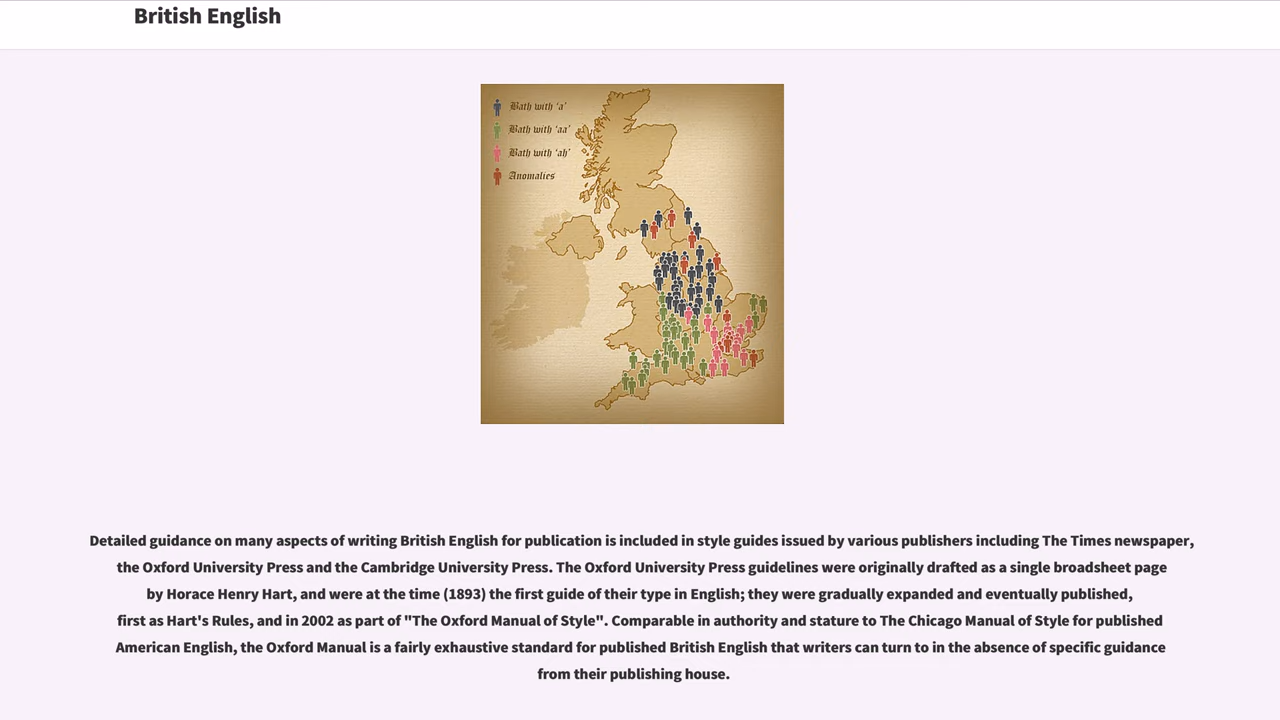 British English
Bath with 'a'
Bath with 'aa'
Bath with 'ah'
Anomalies
Detailed guidance on many aspects of writing British English for publication is included in style guides issued by various publishers including The Times newspaper,
the Oxford University Press and the Cambridge University Press. The Oxford University Press guidelines were originally drafted as a single broadsheet page
by Horace Henry Hart, and were at the time (1893) the first guide of their type in English; they were gradually expanded and eventually published,
first as Hart's Rules, and in 2002 as part of "The Oxford Manual of Style". Comparable in authority and stature to The Chicago Manual of Style for published
American English, the Oxford Manual is a fairly exhaustive standard for published British English that writers can turn to in the absence of specific guidance
from their publishing house.